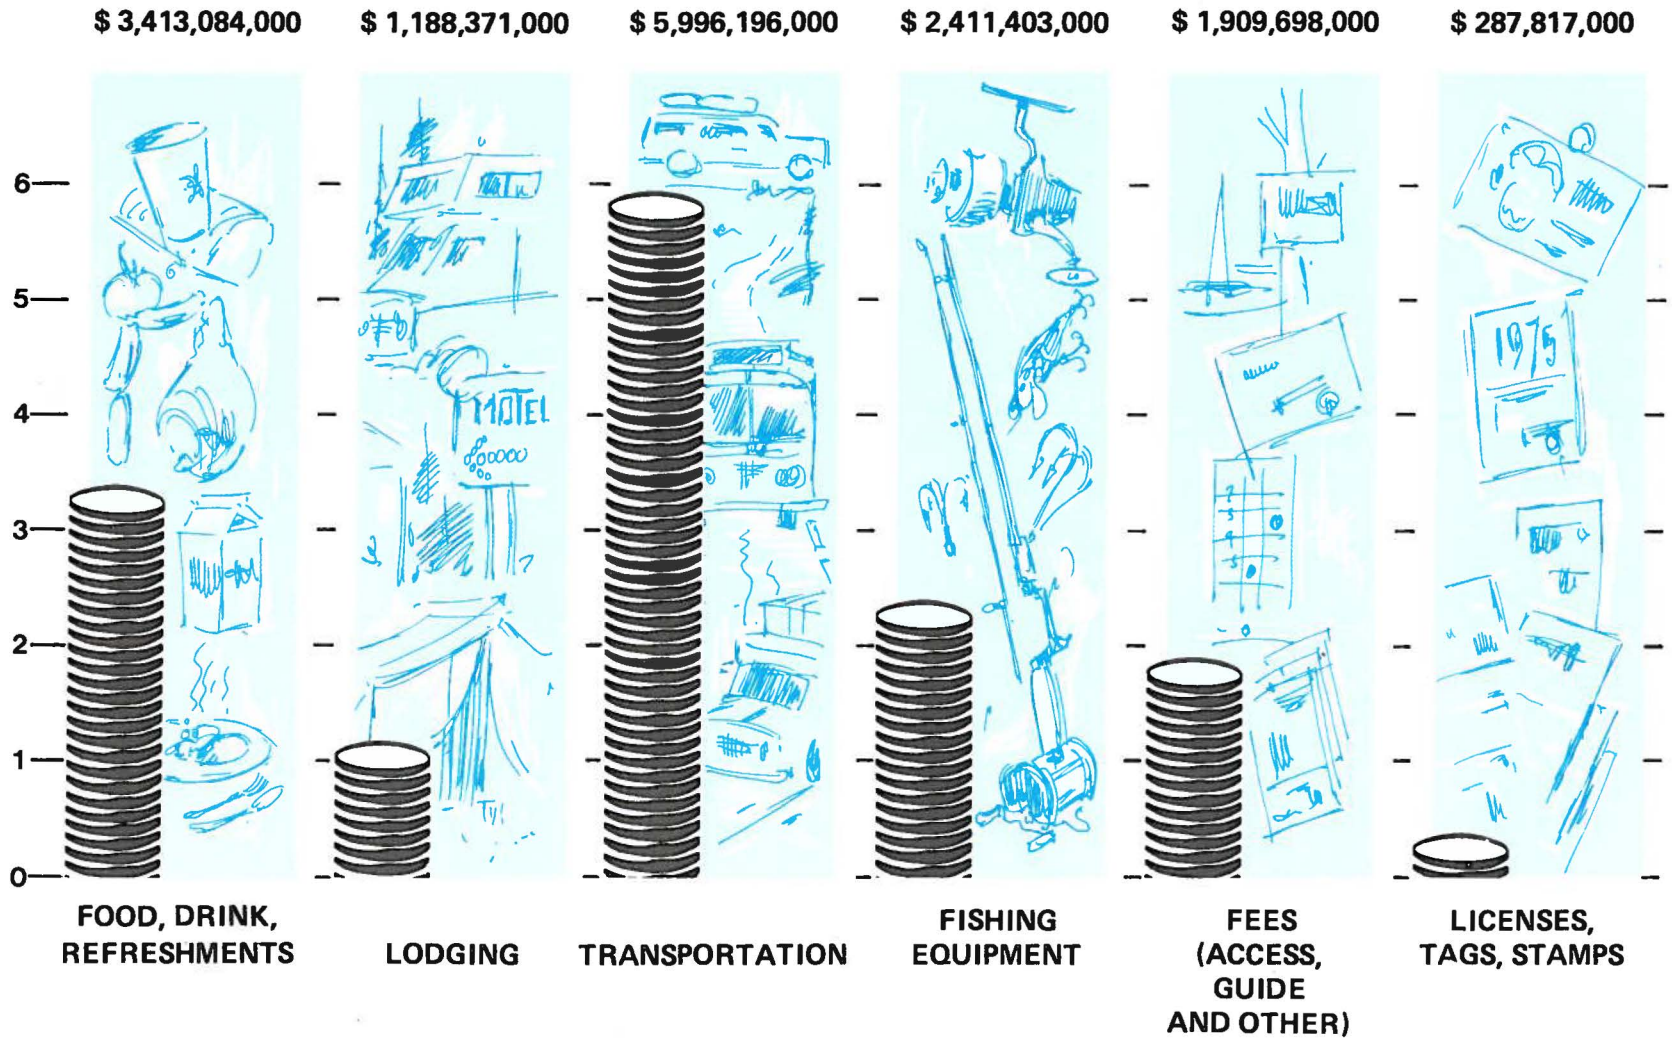 $ 3,413,084,000
$ 1,188,371,000
$ 5,996,196,000
$ 2,411,403,000
$ 1,909,698,000
$ 287,817,000
6
5
4
3
2
1
0
MOTEL
1975
FOOD, DRINK,
REFRESHMENTS
LODGING
TRANSPORTATION
FISHING
EQUIPMENT
FEES
(ACCESS,
GUIDE
AND OTHER)
LICENSES,
TAGS, STAMPS